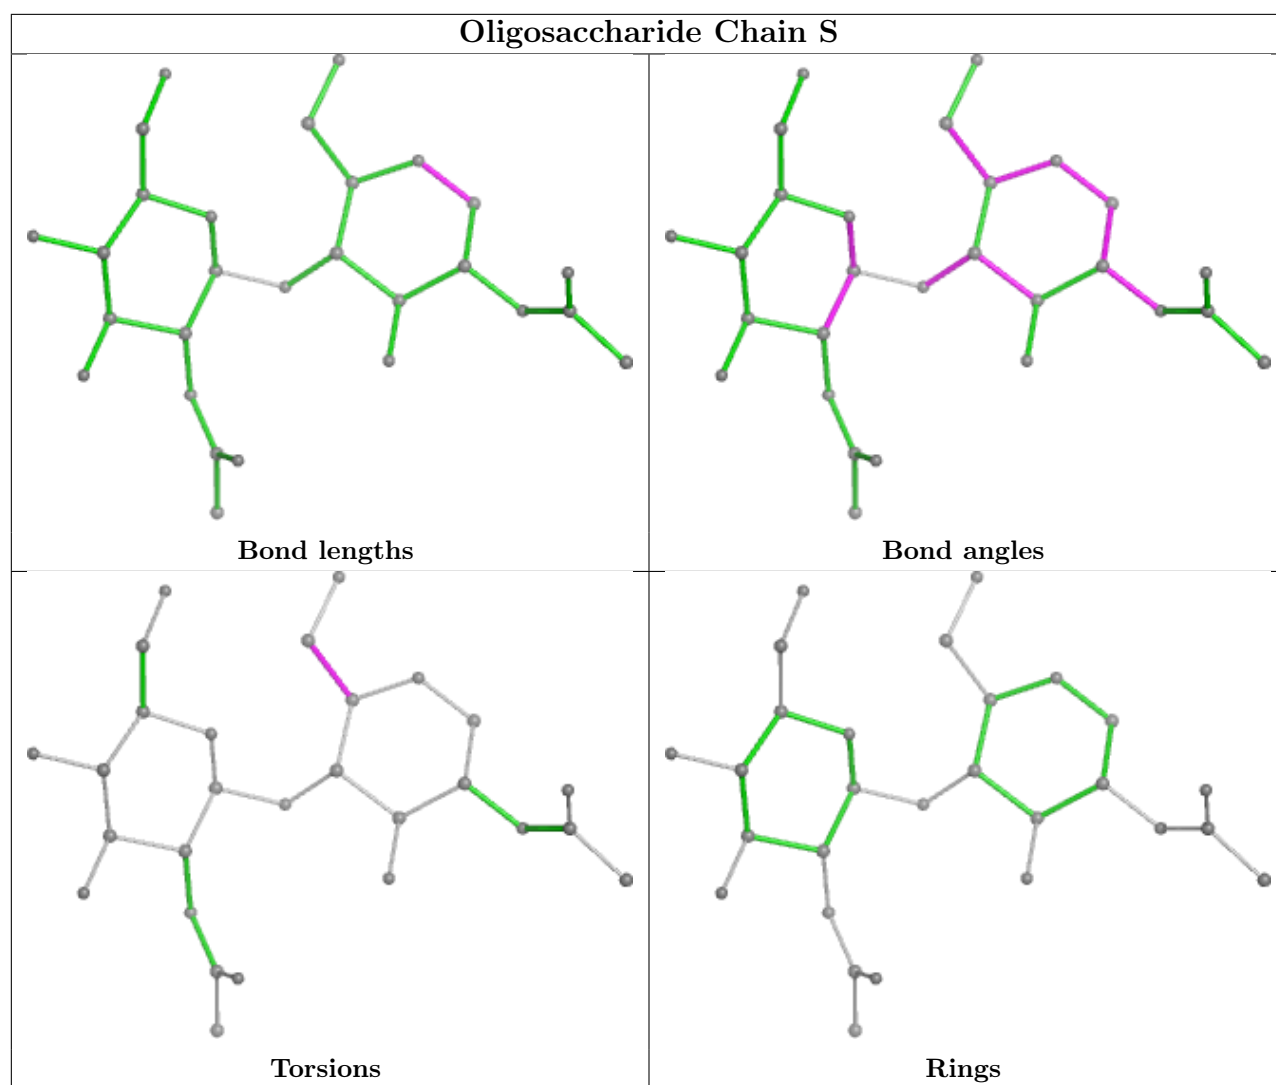 Oligosaccharide Chain S
Bond lengths
Bond angles
Torsions
Rings